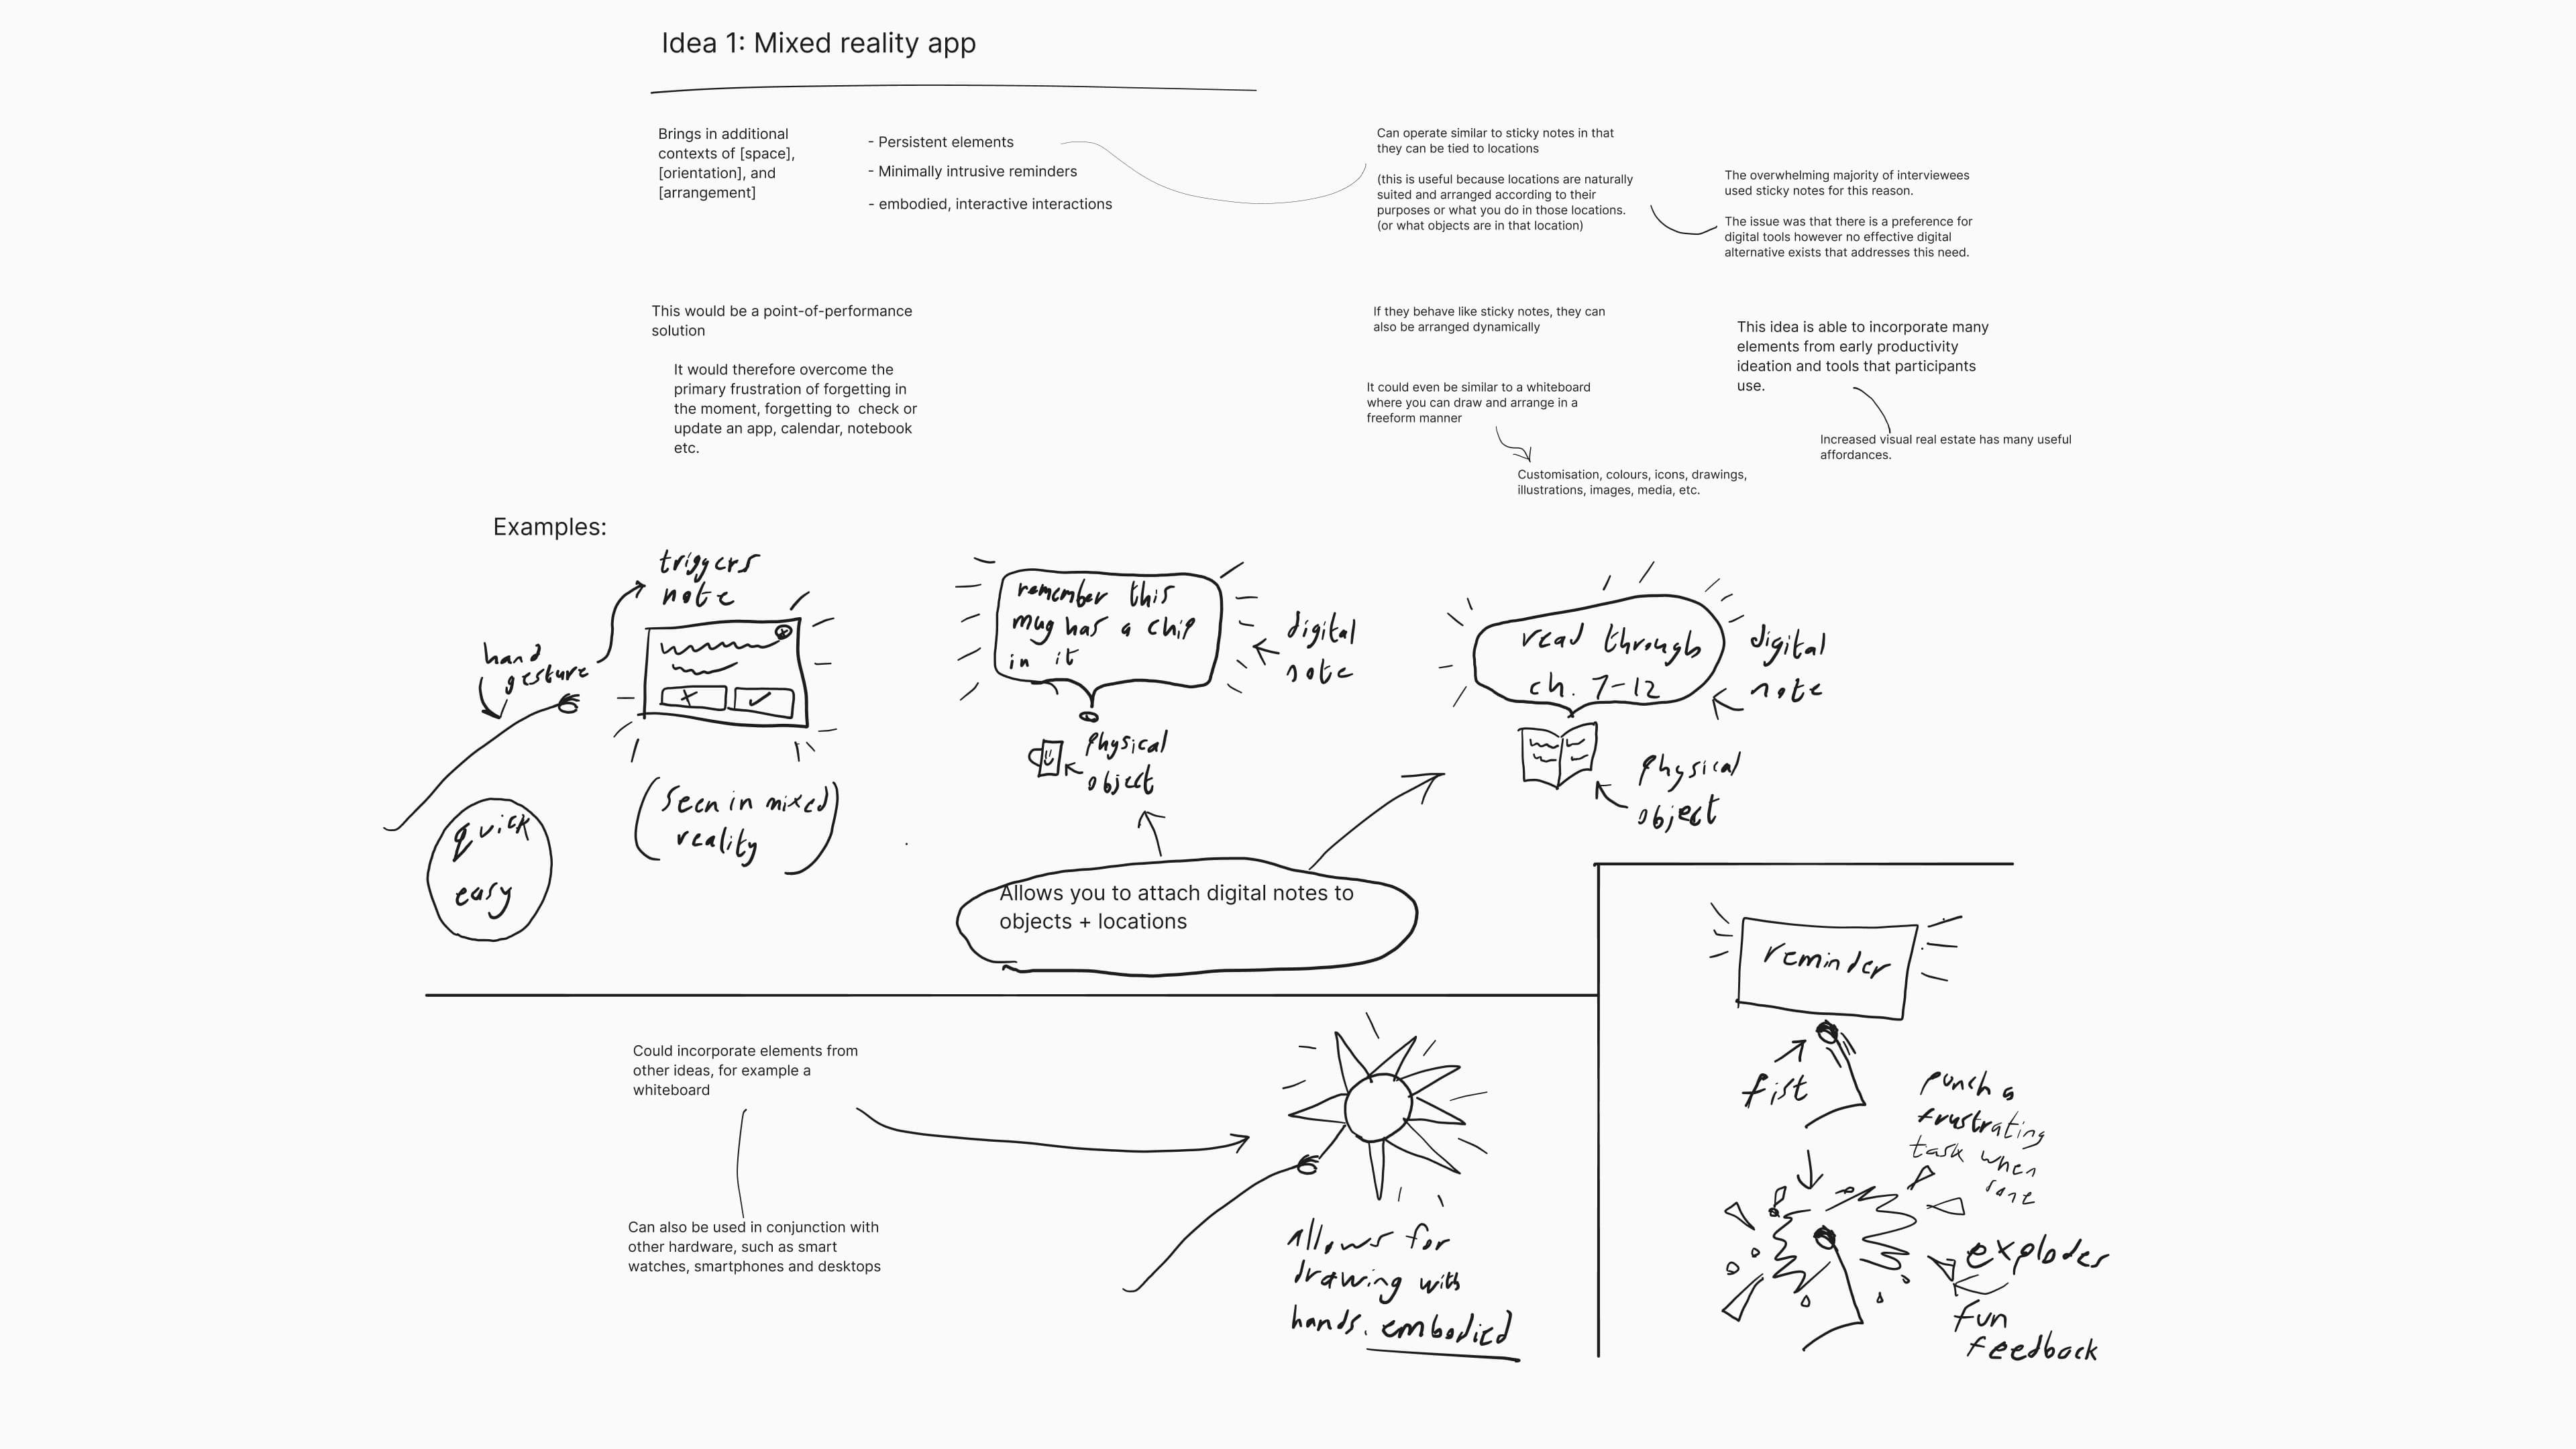 Idea 1: Mixed reality app
Brings in additional
contexts of [space],
[orientation], and
[arrangement]
- Persistent elements
- Minimally intrusive reminders
- embodied, interactive interactions
Can operate similar to sticky notes in that
they can be tied to locations
(this is useful because locations are naturally
suited and arranged according to their
purposes or what you do in those locations.
(or what objects are in that location)
The overwhelming majority of interviewees
used sticky notes for this reason.
The issue was that there is a preference for
digital tools however no effective digital
alternative exists that addresses this need.
This would be a point-of-performance
solution
It would therefore overcome the
primary frustration of forgetting in
the moment, forgetting to  check or
update an app, calendar, notebook
etc.
If they behave like sticky notes, they can
also be arranged dynamically
It could even be similar to a whiteboard
where you can draw and arrange in a
freeform manner
Customisation, colours, icons, drawings,
illustrations, images, media, etc.
This idea is able to incorporate many
elements from early productivity
ideation and tools that participants
use.
Increased visual real estate has many useful
affordances.
Examples:
triggers
note
hand
gesture
(seen in mixed
reality)
quick
easy
remember this
mug has a chip
in it
digital
note
physical
object
read through
ch. 7-12
digital
note
physical
object
Allows you to attach digital notes to
objects + locations
Could incorporate elements from
other ideas, for example a
whiteboard
Can also be used in conjunction with
other hardware, such as smart
watches, smartphones and desktops
allows for
drawing with
hands. embodied
reminder
fist
punch a
frustrating
task when
done
explodes
fun
feedback